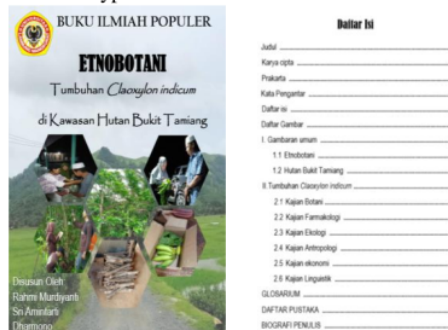 BUKU ILMIAH POPULER
ETNOBOTANI
Tumbuhan Claoxylon indicum
di Kawasan Hutan Bukit Tamiang
Disusun Oleh
Rahmi Murdiyanti
Sri Amintarti
Dharmono
Daftar Isi
Judul
Karya cipta
Prakarta
Kata Pengantar
Daftar isi
Daftar Gambar
I. Gambaran umum
1.1 Etnobotani
1.2 Hutan Bukit Tamiang
II.Tumbuhan Claoxylon indicum
2.1 Kajian Botani
2.2 Kajian Farmakologi
2.3 Kajian Ekologi
2.4 Kajian Antropologi
2.5 Kajian ekonomi
2.6 Kajian Linguistik
GLOSARIUM
DAFTAR PUSTAKA
BIOGRAFI PENULIS